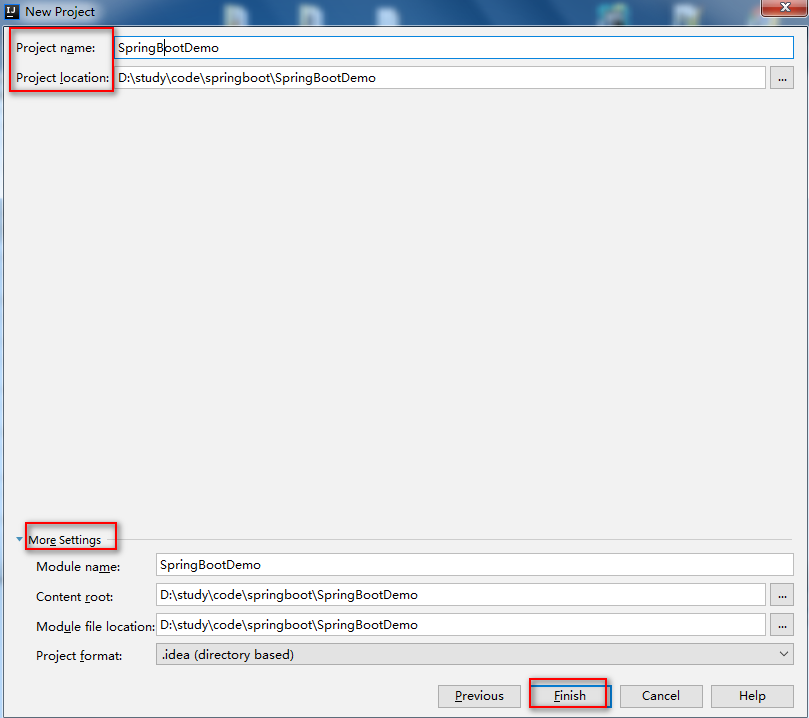 New Project
Project name: SpringBootDemo
Project location: D:\study\code\springboot\SpringBootDemo ...
More Settings
Module name: SpringBootDemo
Content root: D:\study\code\springboot\SpringBootDemo ...
Module file location: D:\study\code\springboot\SpringBootDemo ...
Project format: .idea (directory based)
Previous Finish Cancel Help